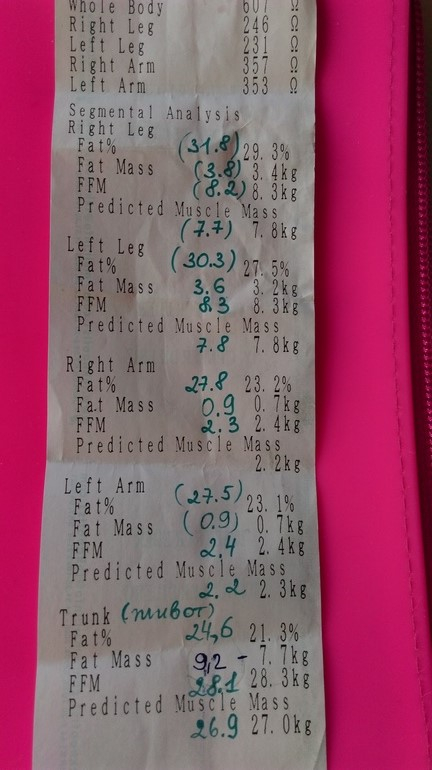 Whole Body 607 Ω
Right Leg 246 Ω
Left Leg 231 Ω
Right Arm 357 Ω
Left Arm 353 Ω
Segmental Analysis
Right Leg
Fat% (31.8) 29.3%
Fat Mass (3.8) 3.4kg
FFM (8.2) 8.3kg
Predicted Muscle Mass
(7.7) 7.8kg
Left Leg
Fat% (30.3) 27.5%
Fat Mass 3.6 3.2kg
FFM 8.3 8.3kg
Predicted Muscle Mass
7.8 7.8kg
Right Arm
Fat% 27.8 23.2%
Fat Mass 0.9 0.7kg
FFM 2.3 2.4kg
Predicted Muscle Mass
2.2kg
Left Arm
Fat% (27.5) 23.1%
Fat Mass (0.9) 0.7kg
FFM 2,4 2.4kg
Predicted Muscle Mass
2,2 2.3kg
Trunk (живот)
Fat% 24,6 21.3%
Fat Mass 9,2 - 7.7kg
FFM 28.1 28.3kg
Predicted Muscle Mass
26.9 27.0kg